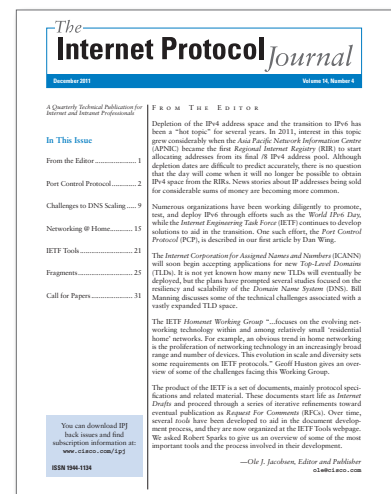 The
Internet Protocol Journal
December 2011
Volume 14, Number 4
A Quarterly Technical Publication for
Internet and Intranet Professionals
In This Issue
From the Editor ..................... 1
Port Control Protocol ............ 2
Challenges to DNS Scaling ..... 9
Networking @ Home ............ 15
IETF Tools ........................... 21
Fragments ............................ 25
Call for Papers ..................... 31
You can download IPJ
back issues and find
subscription information at:
www.cisco.com/ipj
ISSN 1944-1134
From The Editor
Depletion of the IPv4 address space and the transition to IPv6 has
been a “hot topic” for several years. In 2011, interest in this topic
grew considerably when the Asia Pacific Network Information Centre
(APNIC) became the first Regional Internet Registry (RIR) to start
allocating addresses from its final /8 IPv4 address pool. Although
depletion dates are difficult to predict accurately, there is no question
that the day will come when it will no longer be possible to obtain
IPv4 space from the RIRs. News stories about IP addresses being sold
for considerable sums of money are becoming more common.
Numerous organizations have been working diligently to promote,
test, and deploy IPv6 through efforts such as the World IPv6 Day,
while the Internet Engineering Task Force (IETF) continues to develop
solutions to aid in the transition. One such effort, the Port Control
Protocol (PCP), is described in our first article by Dan Wing.
The Internet Corporation for Assigned Names and Numbers (ICANN)
will soon begin accepting applications for new Top-Level Domains
(TLDs). It is not yet known how many new TLDs will eventually be
deployed, but the plans have prompted several studies focused on the
resiliency and scalability of the Domain Name System (DNS). Bill
Manning discusses some of the technical challenges associated with a
vastly expanded TLD space.
The IETF Homenet Working Group “...focuses on the evolving net-
working technology within and among relatively small ‘residential
home’ networks. For example, an obvious trend in home networking
is the proliferation of networking technology in an increasingly broad
range and number of devices. This evolution in scale and diversity sets
some requirements on IETF protocols.” Geoff Huston gives an over-
view of some of the challenges facing this Working Group.
The product of the IETF is a set of documents, mainly protocol speci-
fications and related material. These documents start life as Internet
Drafts and proceed through a series of iterative refinements toward
eventual publication as Request For Comments (RFCs). Over time,
several tools have been developed to aid in the document develop-
ment process, and they are now organized at the IETF Tools webpage.
We asked Robert Sparks to give us an overview of some of the most
important tools and the process involved in their development.
—Ole J. Jacobsen, Editor and Publisher
ole@cisco.com